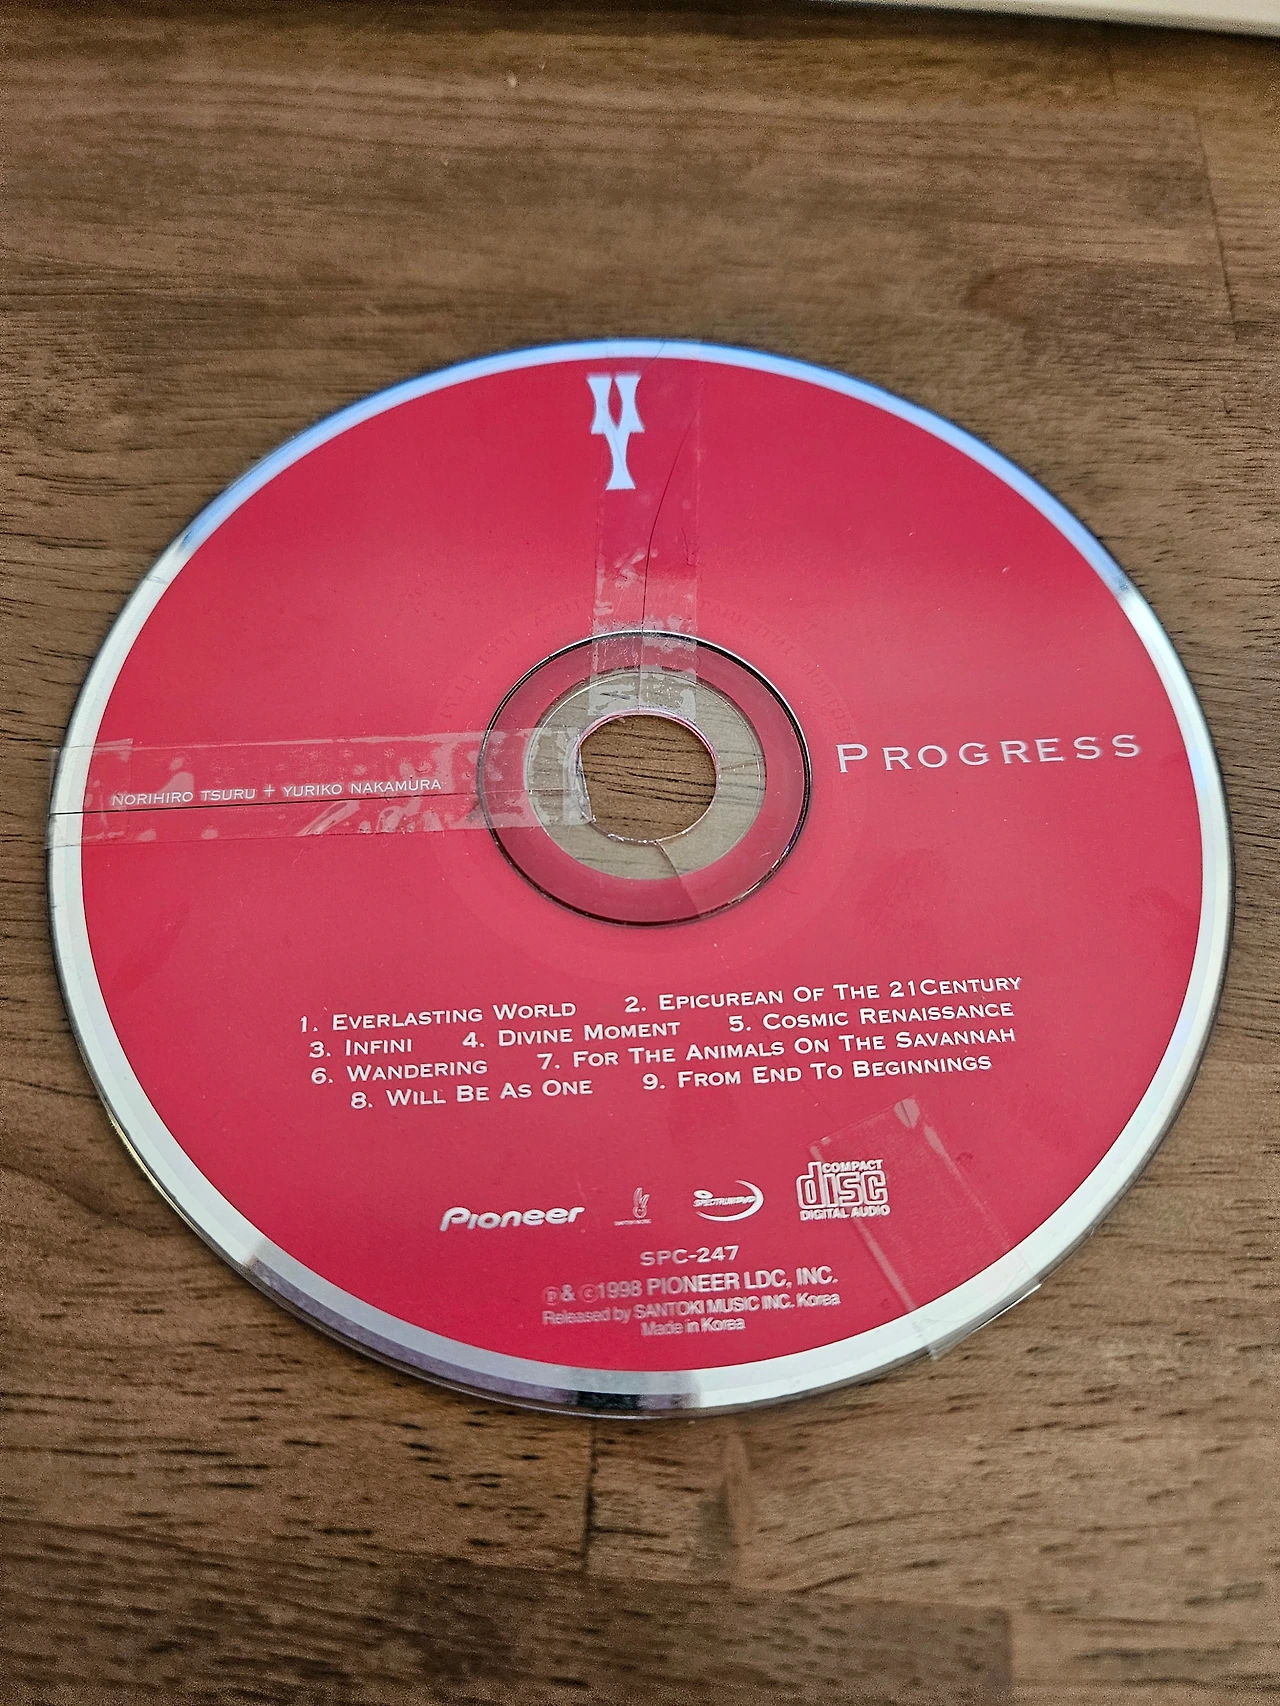 PROGRESS
NORIHIRO TSURU + YURIKO NAKAMURA
1. EVERLASTING WORLD 2. EPICUREAN OF THE 21CENTURY
3. INFINI 4. DIVINE MOMENT 5. COSMIC RENAISSANCE
6. WANDERING 7. FOR THE ANIMALS ON THE SAVANNAH
8. WILL BE AS ONE 9. FROM END TO BEGINNINGS
Pioneer SPECTRUM DVD COMPACT disc DIGITAL AUDIO
SPC-247
℗& ©1998 PIONEER LDC, INC.
Released by SANTOKI MUSIC INC. Korea
Made in Korea